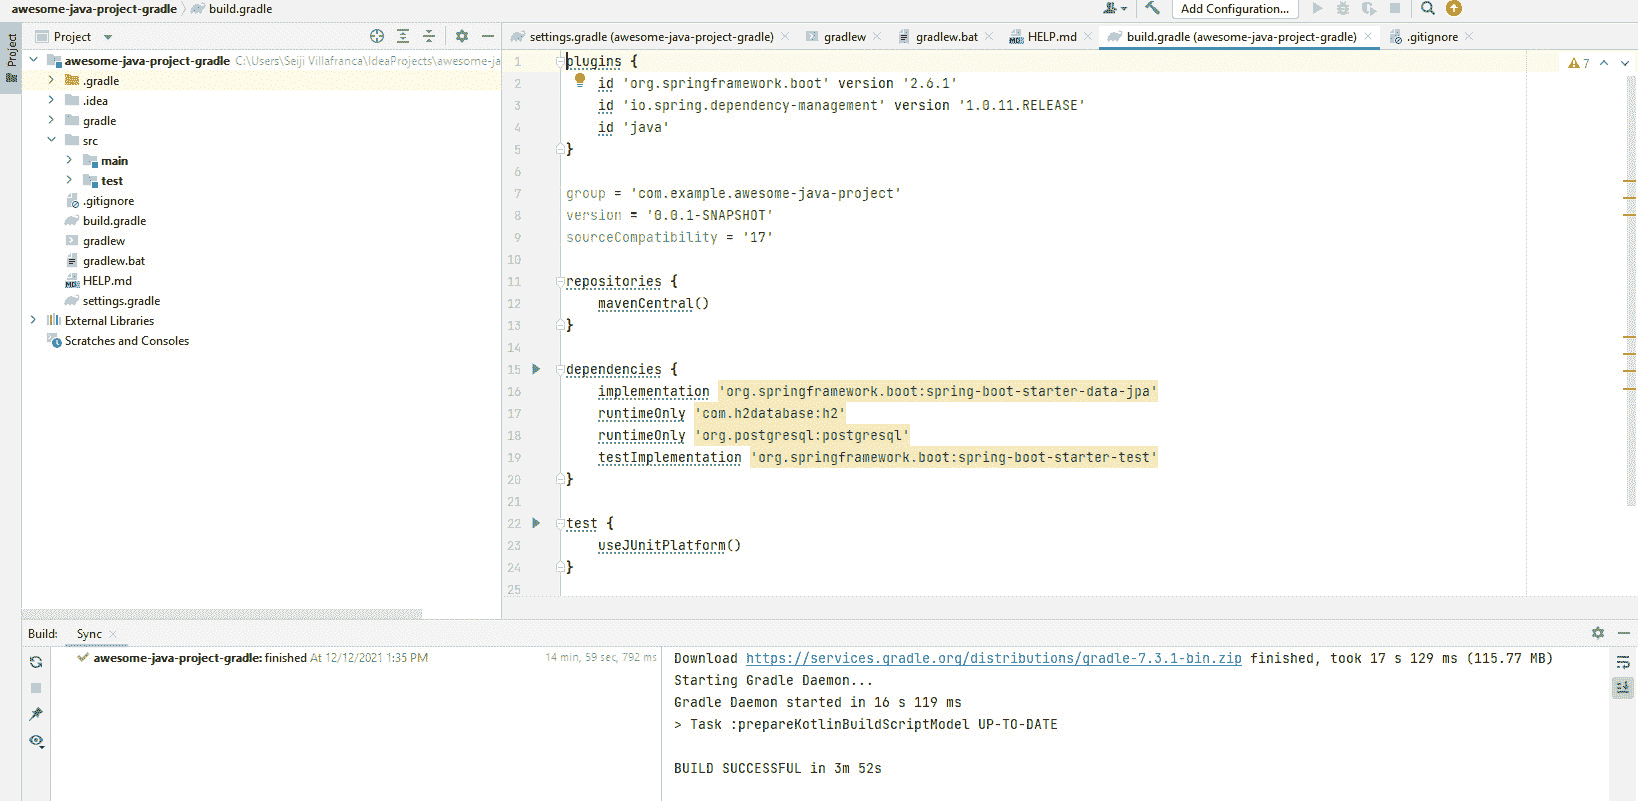 awesome-java-project-gradle build.gradle
Add Configuration...
Project
Project
settings.gradle (awesome-java-project-gradle)
gradlew
gradlew.bat
HELP.md
build.gradle (awesome-java-project-gradle)
.gitignore
awesome-java-project-gradle C:\Users\Seiji Villafranca\IdeaProjects\awesome-ja
.gradle
.idea
gradle
src
main
test
.gitignore
build.gradle
gradlew
gradlew.bat
HELP.md
settings.gradle
External Libraries
Scratches and Consoles
7
1 plugins {
2 id 'org.springframework.boot' version '2.6.1'
3 id 'io.spring.dependency-management' version '1.0.11.RELEASE'
4 id 'java'
5 }
6
7 group = 'com.example.awesome-java-project'
8 version = '0.0.1-SNAPSHOT'
9 sourceCompatibility = '17'
10
11 repositories {
12 mavenCentral()
13 }
14
15 dependencies {
16 implementation 'org.springframework.boot:spring-boot-starter-data-jpa'
17 runtimeOnly 'com.h2database:h2'
18 runtimeOnly 'org.postgresql:postgresql'
19 testImplementation 'org.springframework.boot:spring-boot-starter-test'
20 }
21
22 test {
23 useJUnitPlatform()
24 }
25
Build: Sync
awesome-java-project-gradle: finished At 12/12/2021 1:35 PM 14 min, 59 sec, 792 ms
Download https://services.gradle.org/distributions/gradle-7.3.1-bin.zip finished, took 17 s 129 ms (115.77 MB)
Starting Gradle Daemon...
Gradle Daemon started in 16 s 119 ms
> Task :prepareKotlinBuildScriptModel UP-TO-DATE
BUILD SUCCESSFUL in 3m 52s